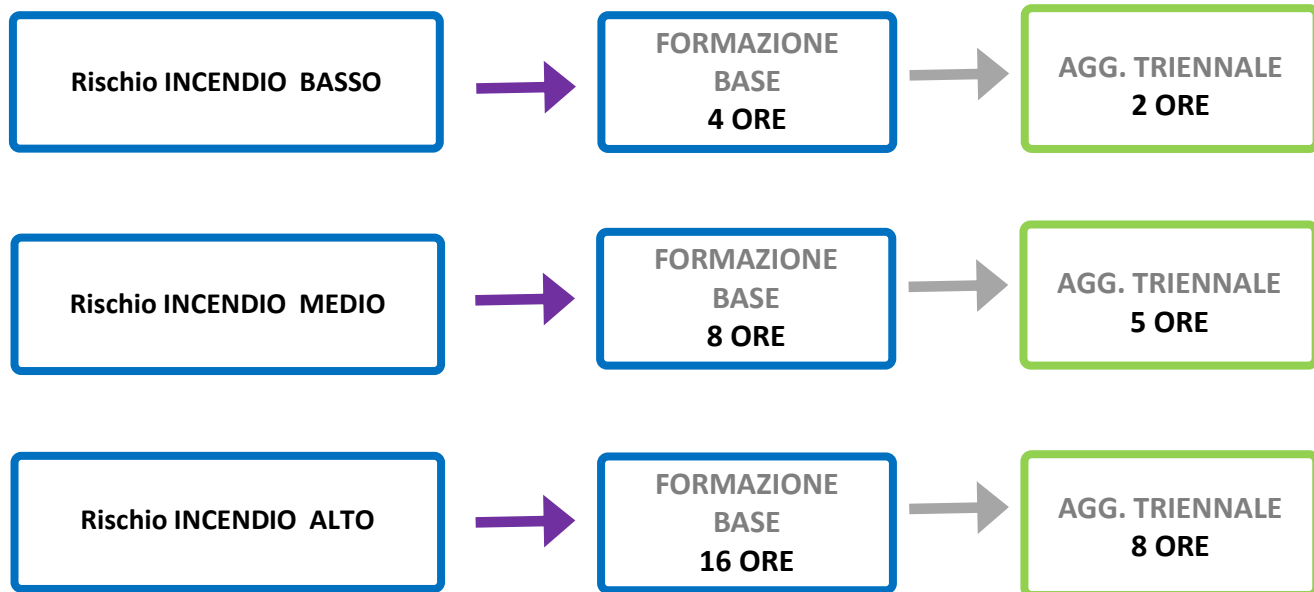 Rischio INCENDIO  BASSO
FORMAZIONE
BASE
4 ORE
AGG. TRIENNALE
2 ORE
Rischio INCENDIO  MEDIO
FORMAZIONE
BASE
8 ORE
AGG. TRIENNALE
5 ORE
Rischio INCENDIO  ALTO
FORMAZIONE
BASE
16 ORE
AGG. TRIENNALE
8 ORE